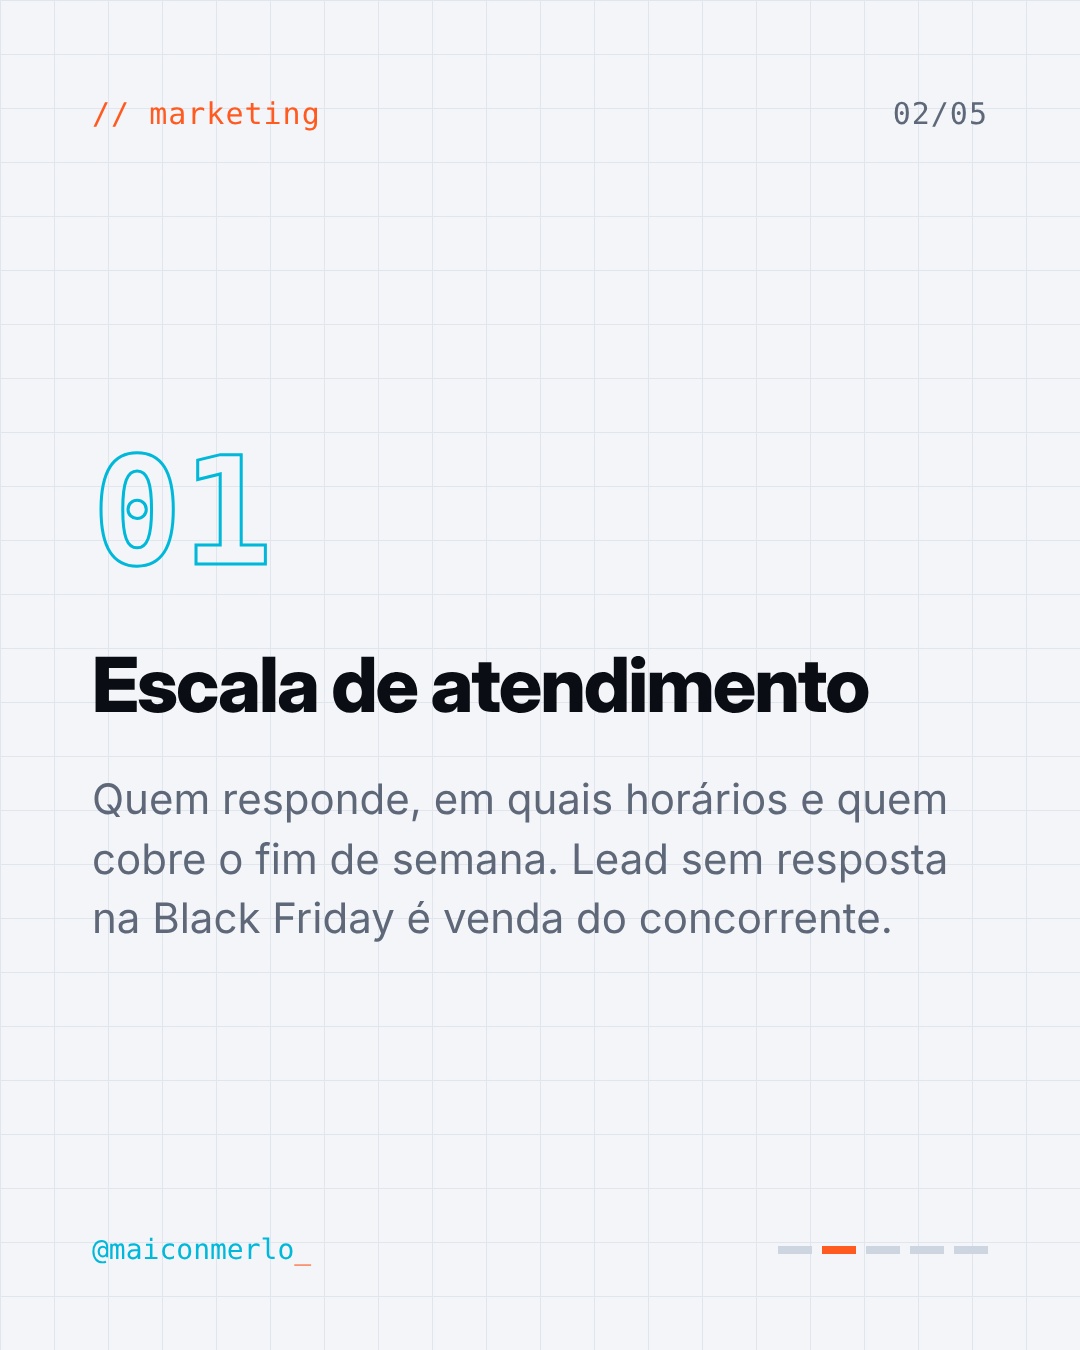 // marketing
02/05
01
Escala de atendimento
Quem responde, em quais horários e quem
cobre o fim de semana. Lead sem resposta
na Black Friday é venda do concorrente.
@maiconmerlo_